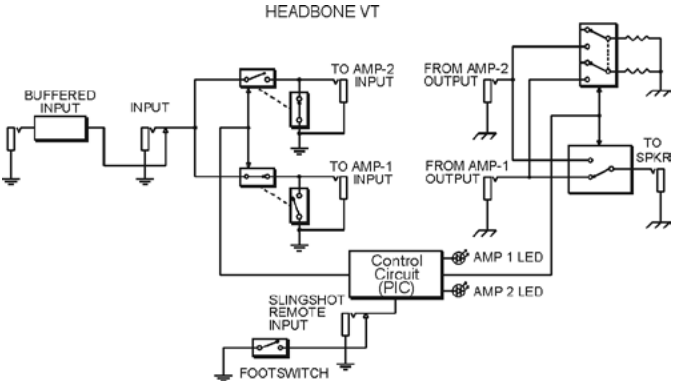 HEADBONE VT
BUFFERED
INPUT
INPUT
TO AMP-2
INPUT
FROM AMP-2
OUTPUT
TO AMP-1
INPUT
FROM AMP-1
OUTPUT
TO
SPKR
Control
Circuit
(PIC)
AMP 1 LED
AMP 2 LED
SLINGSHOT
REMOTE
INPUT
FOOTSWITCH